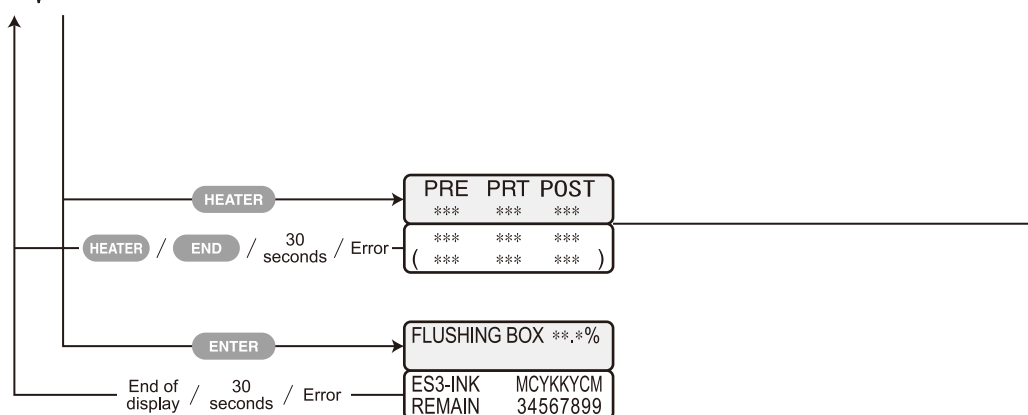 HEATER
PRE PRT POST
*** *** ***
*** *** ***
( *** *** *** )
HEATER / END / 30 seconds / Error
ENTER
FLUSHING BOX **.*%
ES3-INK MCYKKYCM
REMAIN 34567899
End of display / 30 seconds / Error